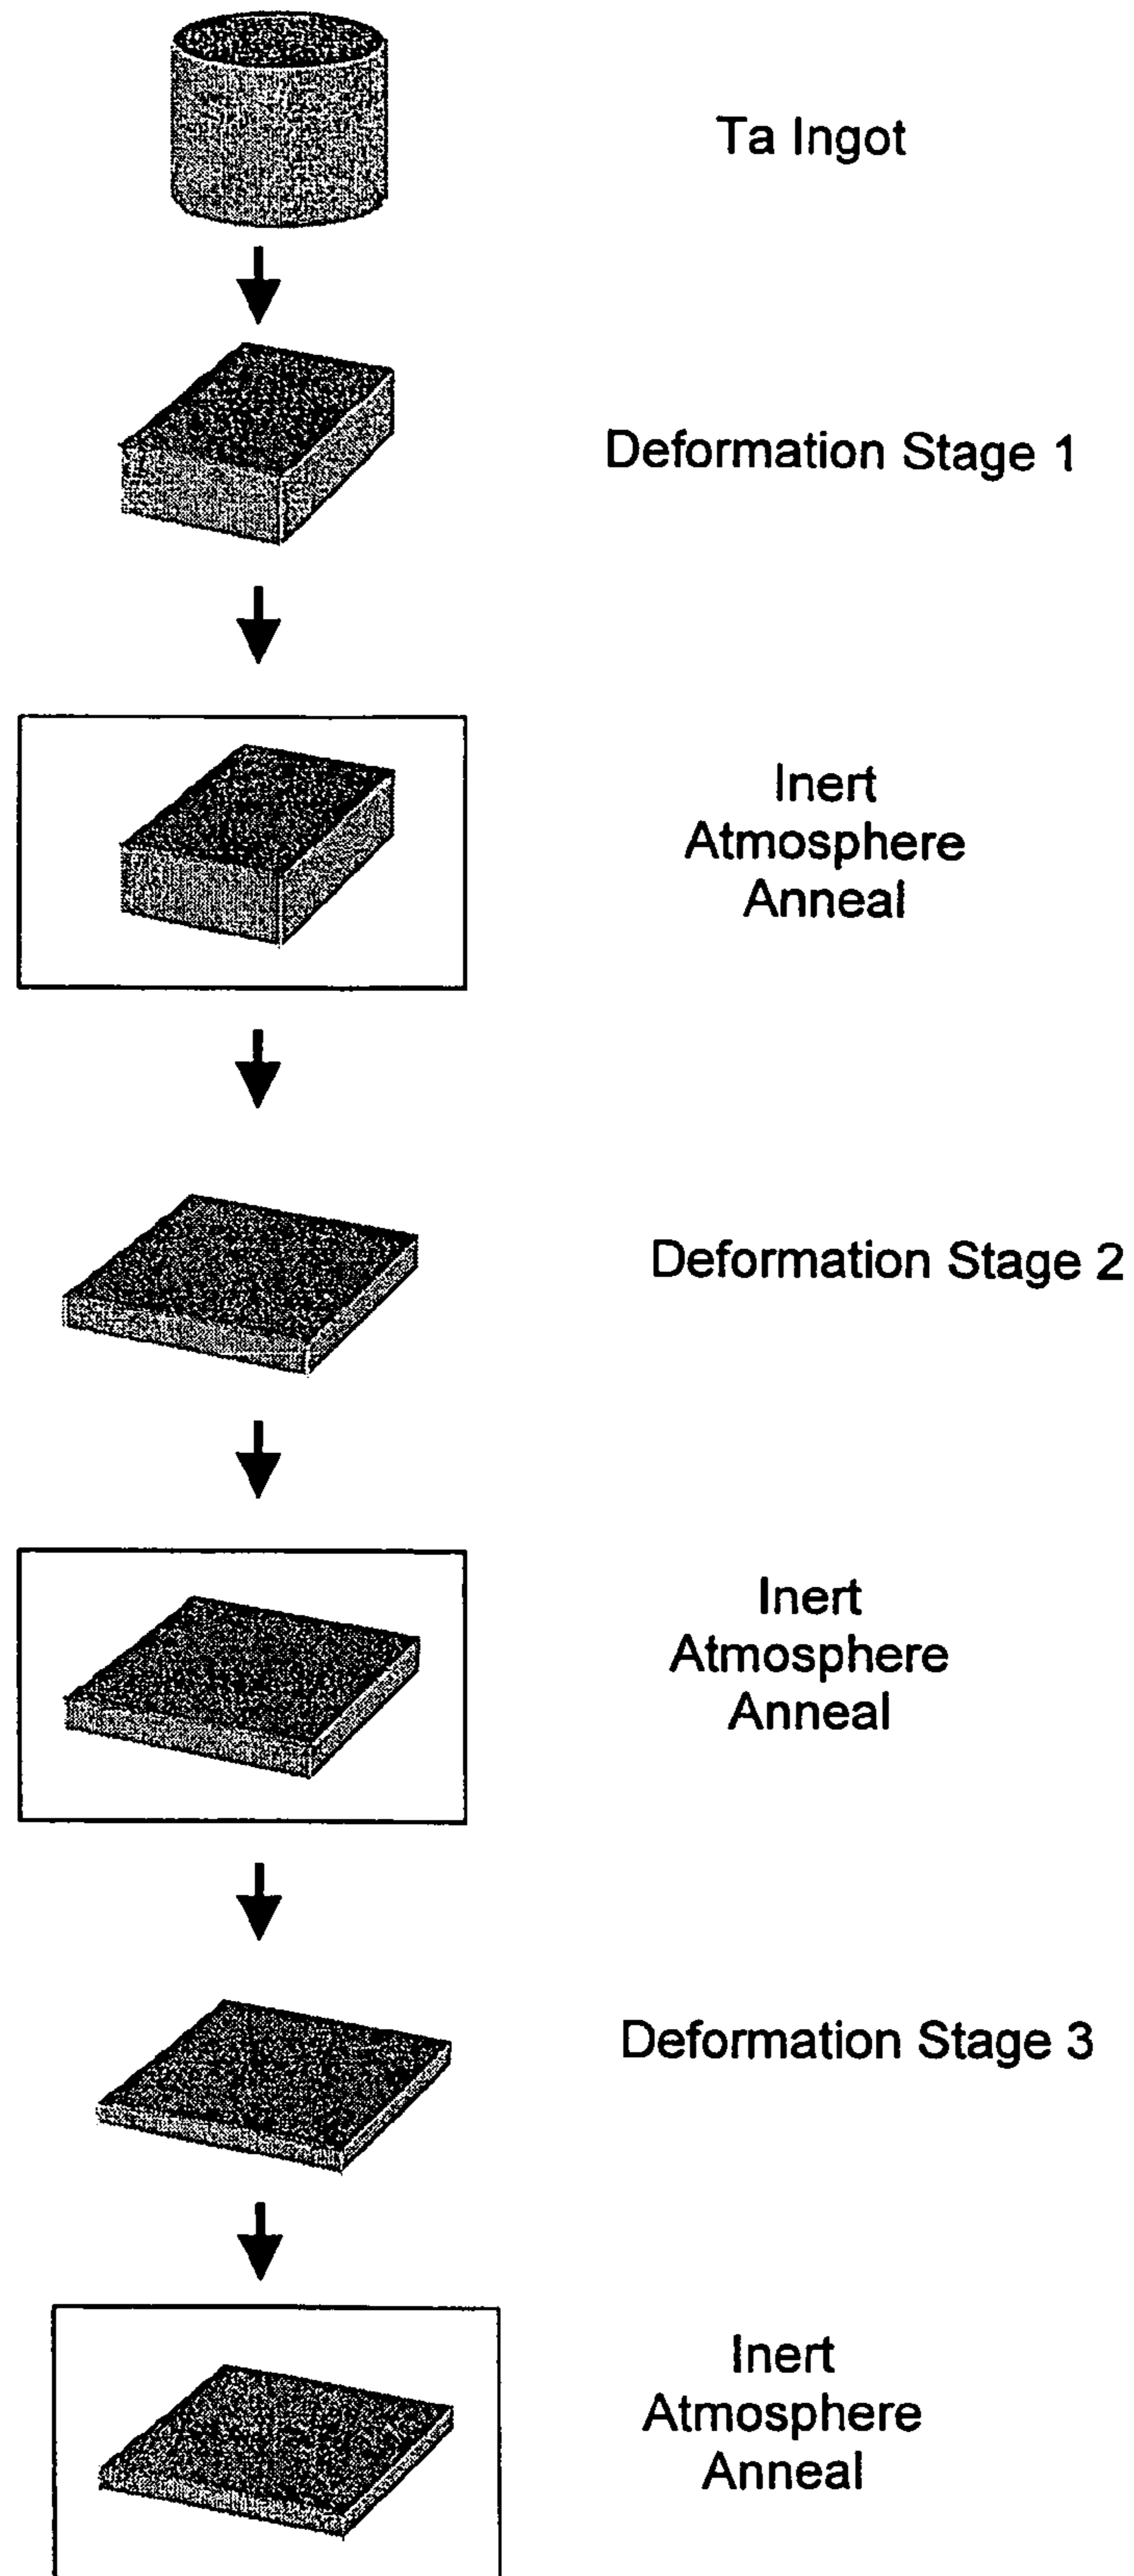 Ta Ingot
Deformation Stage 1
Inert
Atmosphere
Anneal
Deformation Stage 2
Inert
Atmosphere
Anneal
Deformation Stage 3
Inert
Atmosphere
Anneal